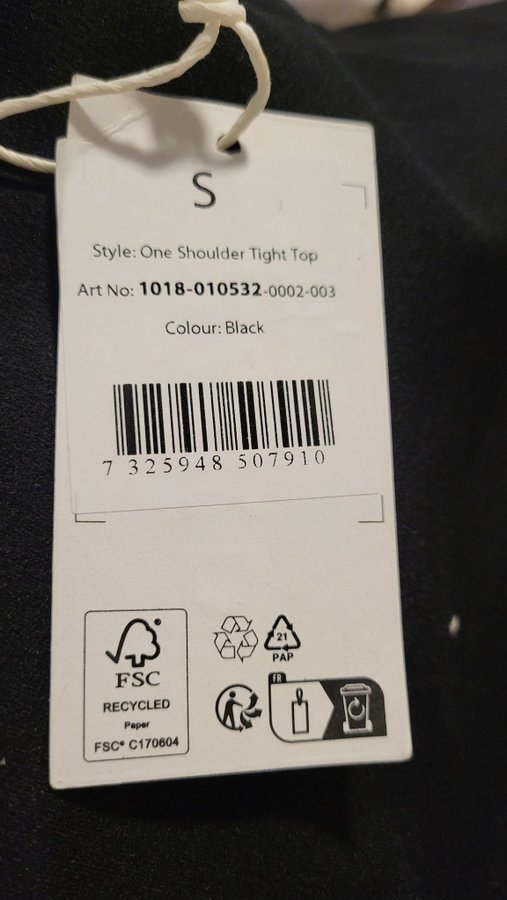 S
Style: One Shoulder Tight Top
Art No: 1018-010532-0002-003
Colour: Black
7 325948 507910
FSC
RECYCLED
Paper
FSC® C170604
21
PAP
FR